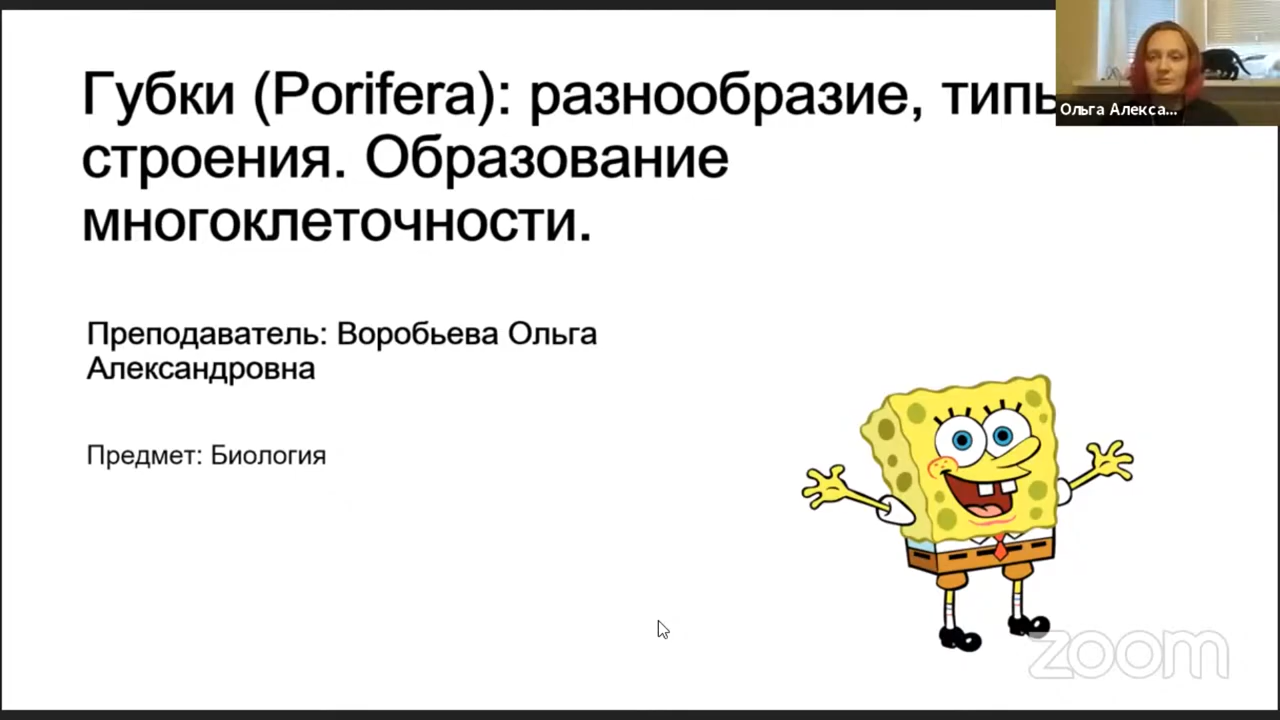 Губки (Porifera): разнообразие, типы
строения. Образование
многоклеточности.
Преподаватель: Воробьева Ольга
Александровна
Предмет: Биология
Ольга Алекса...
zoom